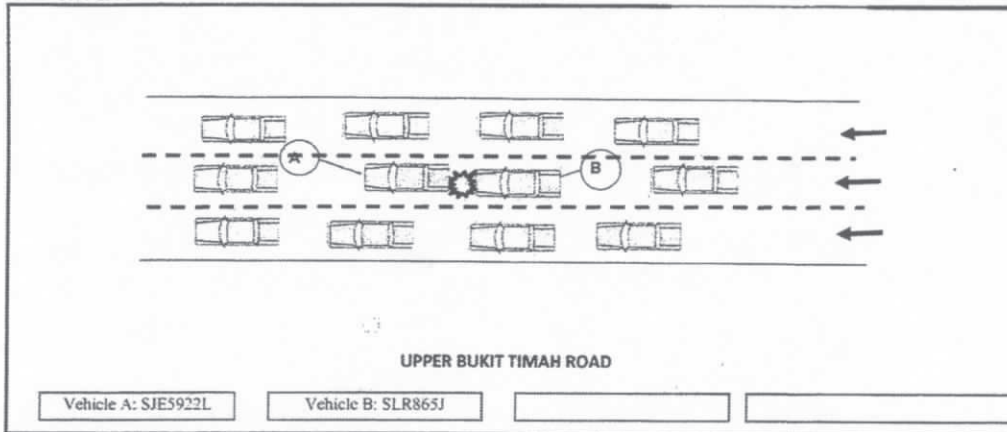 A
B
UPPER BUKIT TIMAH ROAD
Vehicle A: SJE5922L
Vehicle B: SLR865J